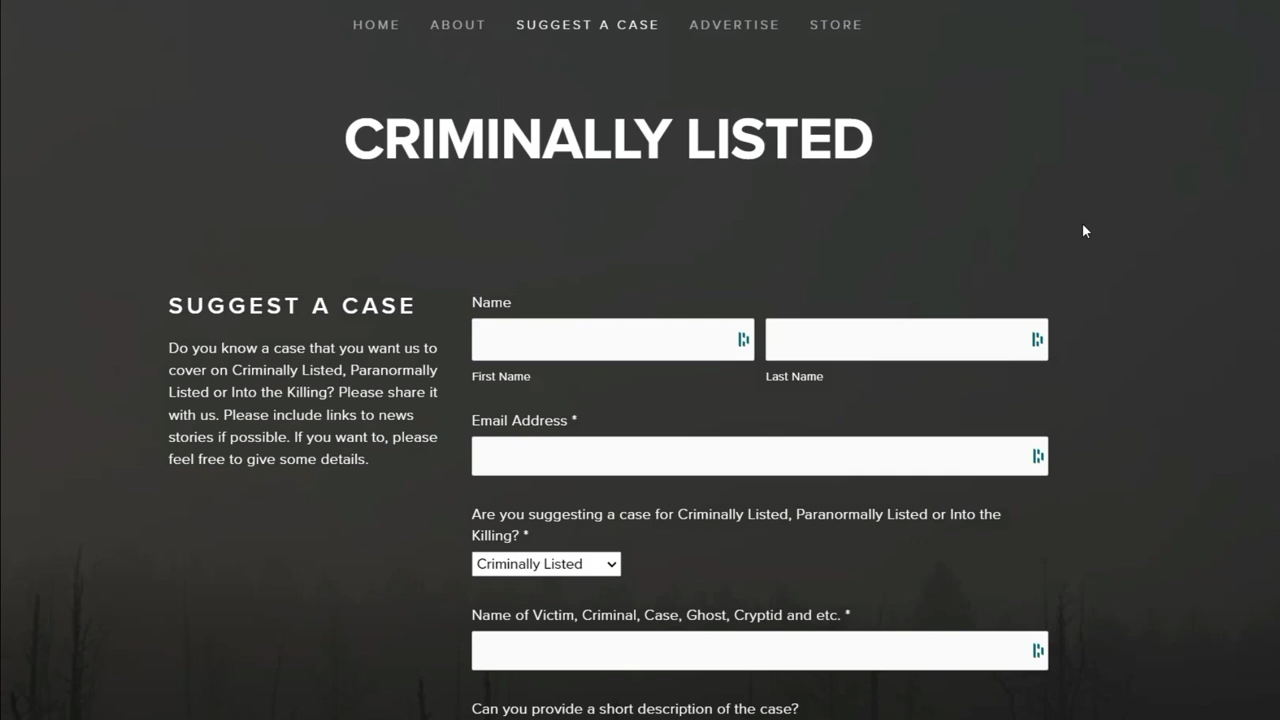 HOME ABOUT SUGGEST A CASE ADVERTISE STORE
CRIMINALLY LISTED
SUGGEST A CASE
Do you know a case that you want us to
cover on Criminally Listed, Paranormally
Listed or Into the Killing? Please share it
with us. Please include links to news
stories if possible. If you want to, please
feel free to give some details.
Name
First Name
Last Name
Email Address *
Are you suggesting a case for Criminally Listed, Paranormally Listed or Into the
Killing? *
Criminally Listed
Name of Victim, Criminal, Case, Ghost, Cryptid and etc. *
Can you provide a short description of the case?